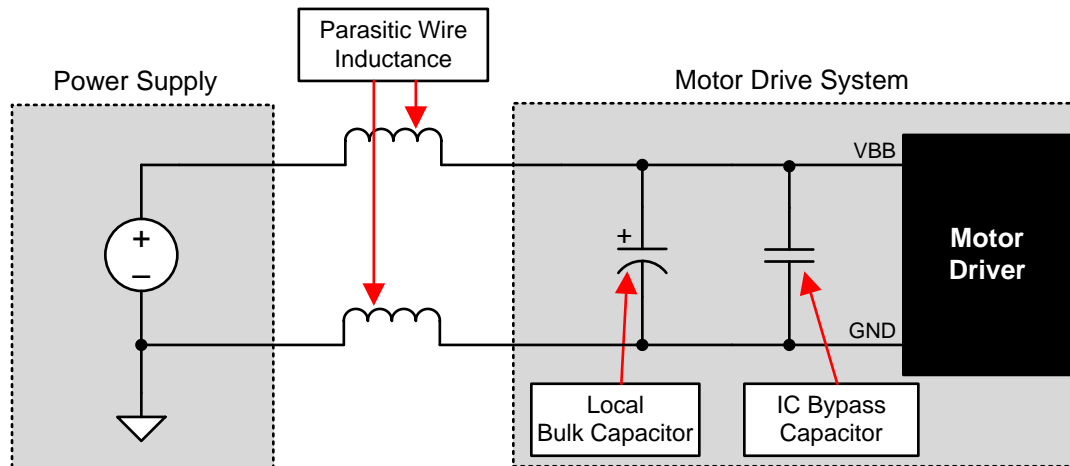 Parasitic Wire
Inductance
Power Supply
Motor Drive System
VBB
+
–
+
Motor
Driver
GND
Local
Bulk Capacitor
IC Bypass
Capacitor